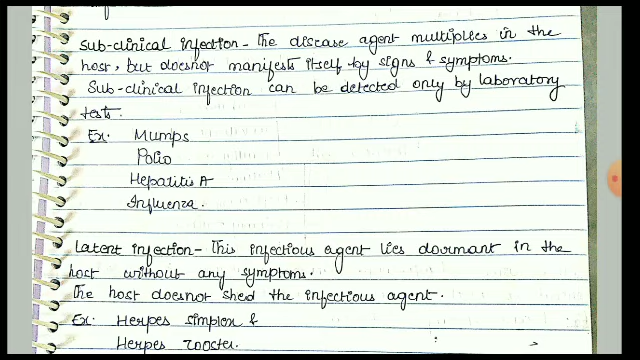 Sub-clinical infection - The disease agent multiplies in the
host, but doesnot manifests itself by signs & symptoms.
Sub-clinical infection can be detected only by laboratory
tests.
Ex: Mumps
Polio
Hepatitis A
Influenza.
Latent infection - This infectious agent lies dormant in the
host without any symptoms.
The host doesnot shed the infectious agent.
Ex: Herpes simplex &
Herpes zooster.